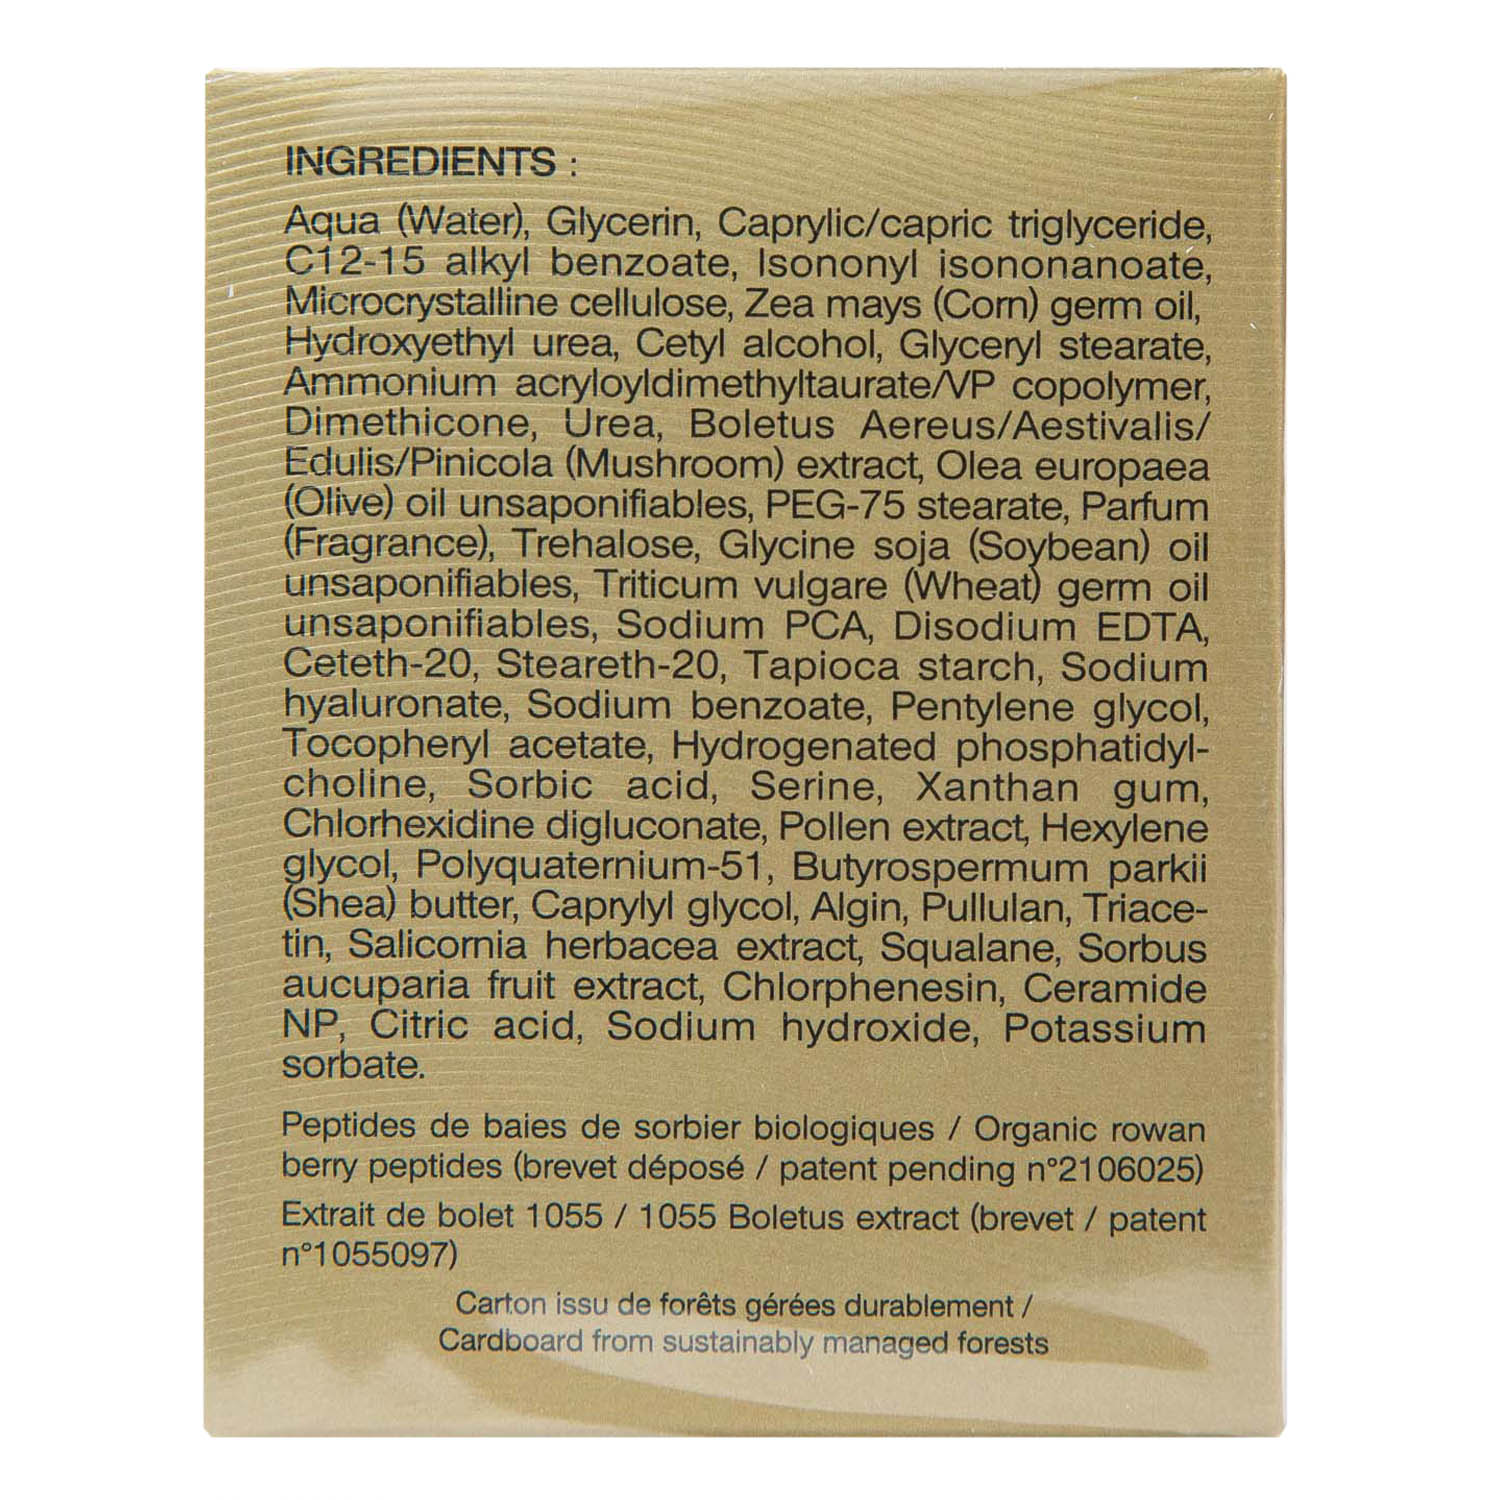 INGREDIENTS :
Aqua (Water), Glycerin, Caprylic/capric triglyceride,
C12-15 alkyl benzoate, Isononyl isononanoate,
Microcrystalline cellulose, Zea mays (Corn) germ oil,
Hydroxyethyl urea, Cetyl alcohol, Glyceryl stearate,
Ammonium acryloyldimethyltaurate/VP copolymer,
Dimethicone, Urea, Boletus Aereus/Aestivalis/
Edulis/Pinicola (Mushroom) extract, Olea europaea
(Olive) oil unsaponifiables, PEG-75 stearate, Parfum
(Fragrance), Trehalose, Glycine soja (Soybean) oil
unsaponifiables, Triticum vulgare (Wheat) germ oil
unsaponifiables, Sodium PCA, Disodium EDTA,
Ceteth-20, Steareth-20, Tapioca starch, Sodium
hyaluronate, Sodium benzoate, Pentylene glycol,
Tocopheryl acetate, Hydrogenated phosphatidyl-
choline, Sorbic acid, Serine, Xanthan gum,
Chlorhexidine digluconate, Pollen extract, Hexylene
glycol, Polyquaternium-51, Butyrospermum parkii
(Shea) butter, Caprylyl glycol, Algin, Pullulan, Triace-
tin, Salicornia herbacea extract, Squalane, Sorbus
aucuparia fruit extract, Chlorphenesin, Ceramide
NP, Citric acid, Sodium hydroxide, Potassium
sorbate.
Peptides de baies de sorbier biologiques / Organic rowan
berry peptides (brevet déposé / patent pending n°2106025)
Extrait de bolet 1055 / 1055 Boletus extract (brevet / patent
n°1055097)
Carton issu de forêts gérées durablement /
Cardboard from sustainably managed forests